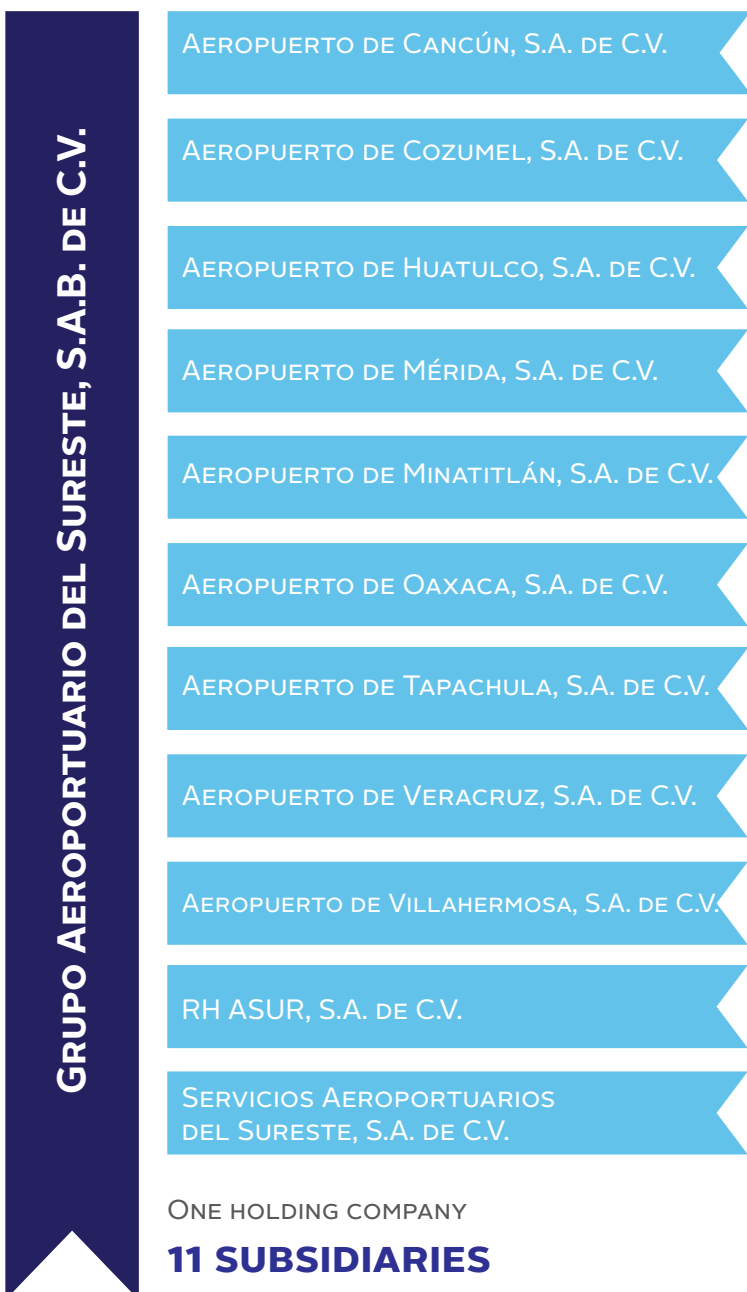 Grupo Aeroportuario del Sureste, S.A.B. de C.V.
Aeropuerto de Cancún, S.A. de C.V.
Aeropuerto de Cozumel, S.A. de C.V.
Aeropuerto de Huatulco, S.A. de C.V.
Aeropuerto de Mérida, S.A. de C.V.
Aeropuerto de Minatitlán, S.A. de C.V.
Aeropuerto de Oaxaca, S.A. de C.V.
Aeropuerto de Tapachula, S.A. de C.V.
Aeropuerto de Veracruz, S.A. de C.V.
Aeropuerto de Villahermosa, S.A. de C.V.
RH ASUR, S.A. de C.V.
Servicios Aeroportuarios
del Sureste, S.A. de C.V.
One holding company
11 SUBSIDIARIES